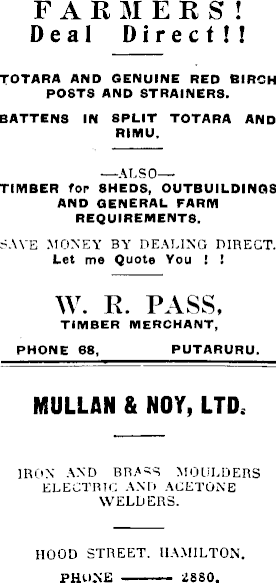 FARMERS!
Deal Direct!!
TOTARA AND GENUINE RED BIRCH
POSTS AND STRAINERS.
BATTENS IN SPLIT TOTARA AND
RIMU.
—ALSO—
TIMBER for SHEDS, OUTBUILDINGS
AND GENERAL FARM
REQUIREMENTS.
SAVE MONEY BY DEALING DIRECT.
Let me Quote You ! !
W. R. PASS,
TIMBER MERCHANT,
PHONE 68, PUTARURU.
MULLAN & NOY, LTD.
IRON AND BRASS MOULDERS
ELECTRIC AND ACETONE
WELDERS.
HOOD STREET. HAMILTON.
PHONE —— 2880.